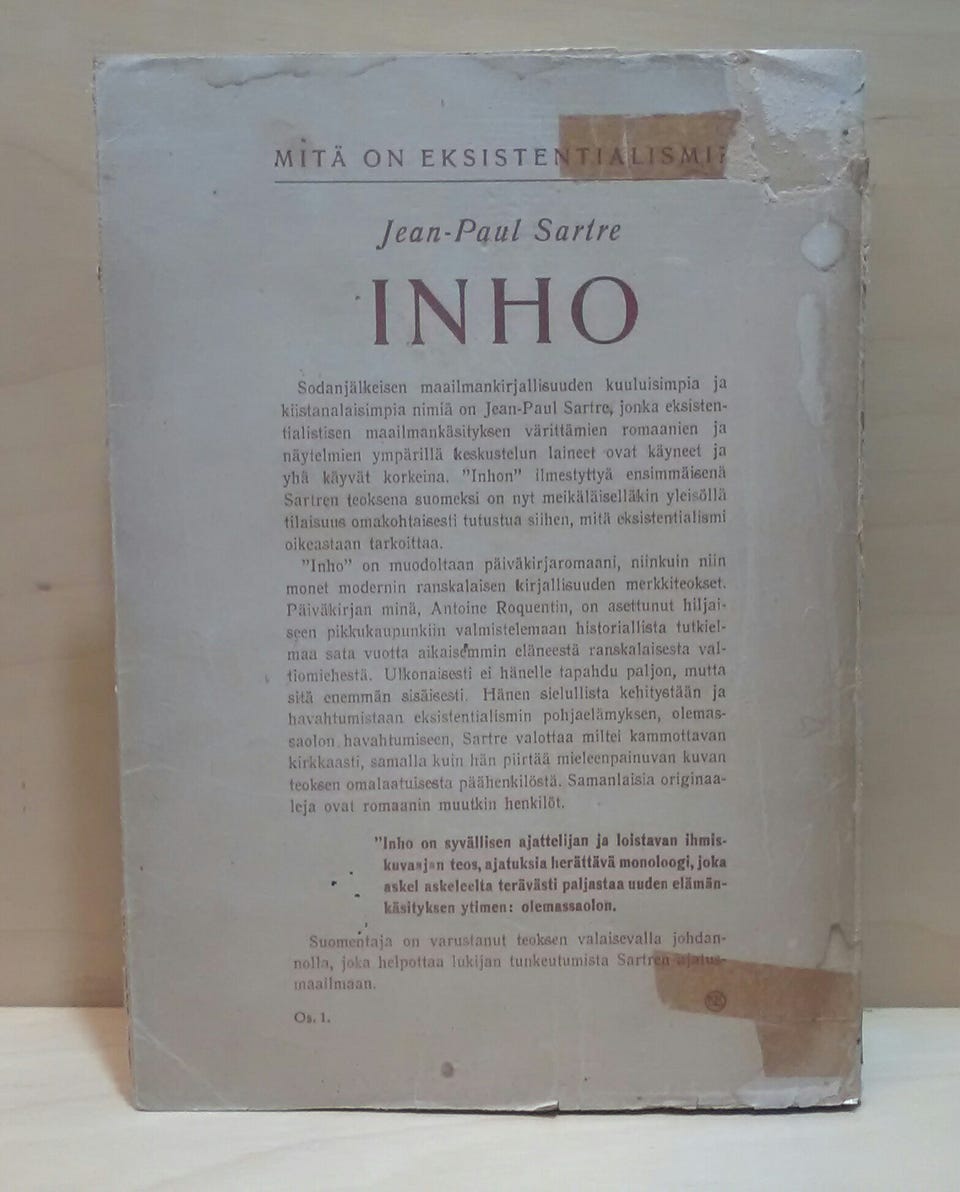 MITÄ ON EKSISTENTIALISMI?
Jean-Paul Sartre
INHO
Sodanjälkeisen maailmankirjallisuuden kuuluisimpia ja
kiistanalaisimpia nimiä on Jean-Paul Sartre, jonka eksisten-
tialistisen maailmankäsityksen värittämien romaanien ja
näytelmien ympärillä keskustelun laineet ovat käyneet ja
yhä käyvät korkeina. ”Inhon” ilmestyttyä ensimmäisenä
Sartren teoksena suomeksi on nyt meikäläiselläkin yleisöllä
tilaisuus omakohtaisesti tutustua siihen, mitä eksistentialismi
oikeastaan tarkoittaa.
”Inho” on muodoltaan päiväkirjaromaani, niinkuin niin
monet modernin ranskalaisen kirjallisuuden merkkiteokset.
Päiväkirjan minä, Antoine Roquentin, on asettunut hiljai-
seen pikkukaupunkiin valmistelemaan historiallista tutkiel-
maa sata vuotta aikaisemmin eläneestä ranskalaisesta val-
tiomiehestä. Ulkonaisesti ei hänelle tapahdu paljon, mutta
sitä enemmän sisäisesti. Hänen sielullista kehitystään ja
havahtumistaan eksistentialismin pohjaelämyksen, olemas-
saolon havahtumiseen, Sartre valottaa miltei kammottavan
kirkkaasti, samalla kuin hän piirtää mieleenpainuvan kuvan
teoksen omalaatuisesta päähenkilöstä. Samanlaisia originaa-
leja ovat romaanin muutkin henkilöt.
”Inho on syvällisen ajattelijan ja loistavan ihmis-
kuvaajan teos, ajatuksia herättävä monoloogi, joka
askel askeleelta terävästi paljastaa uuden elämän-
käsityksen ytimen: olemassaolon.
Suomentaja on varustanut teoksen valaisevalla johdan-
nolla, joka helpottaa lukijan tunkeutumista Sartren ajatus-
maailmaan.
Os. 1.